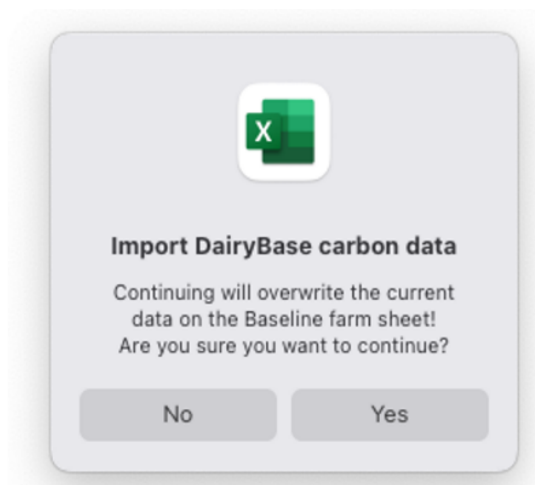 X
Import DairyBase carbon data
Continuing will overwrite the current
data on the Baseline farm sheet!
Are you sure you want to continue?
No
Yes